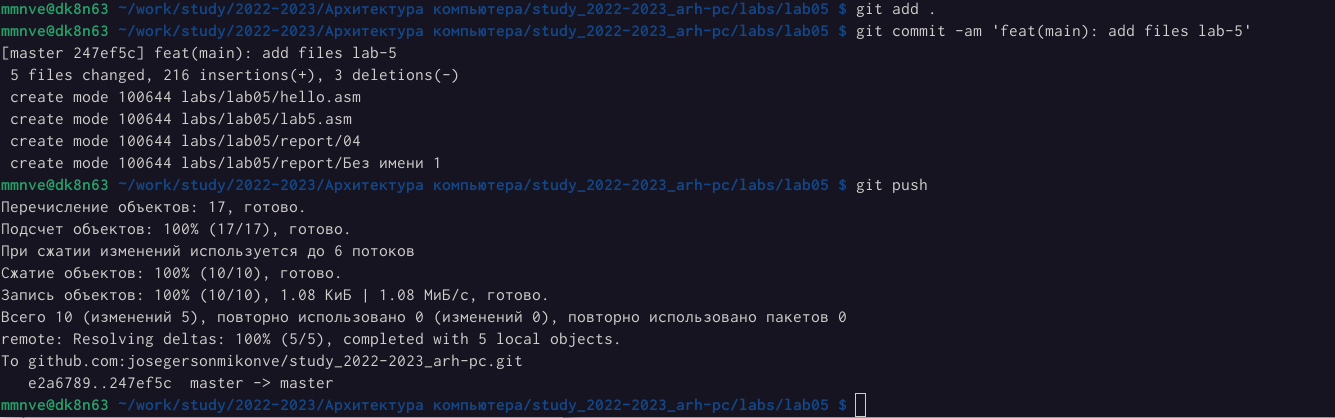 mmnve@dk8n63 ~/work/study/2022-2023/Архитектура компьютера/study_2022-2023_arh-pc/labs/lab05 $ git add .
mmnve@dk8n63 ~/work/study/2022-2023/Архитектура компьютера/study_2022-2023_arh-pc/labs/lab05 $ git commit -am 'feat(main): add files lab-5'
[master 247ef5c] feat(main): add files lab-5
 5 files changed, 216 insertions(+), 3 deletions(-)
 create mode 100644 labs/lab05/hello.asm
 create mode 100644 labs/lab05/lab5.asm
 create mode 100644 labs/lab05/report/04
 create mode 100644 labs/lab05/report/Без имени 1
mmnve@dk8n63 ~/work/study/2022-2023/Архитектура компьютера/study_2022-2023_arh-pc/labs/lab05 $ git push
Перечисление объектов: 17, готово.
Подсчет объектов: 100% (17/17), готово.
При сжатии изменений используется до 6 потоков
Сжатие объектов: 100% (10/10), готово.
Запись объектов: 100% (10/10), 1.08 КиБ | 1.08 МиБ/с, готово.
Всего 10 (изменений 5), повторно использовано 0 (изменений 0), повторно использовано пакетов 0
remote: Resolving deltas: 100% (5/5), completed with 5 local objects.
To github.com:josegersonmikonve/study_2022-2023_arh-pc.git
   e2a6789..247ef5c  master -> master
mmnve@dk8n63 ~/work/study/2022-2023/Архитектура компьютера/study_2022-2023_arh-pc/labs/lab05 $